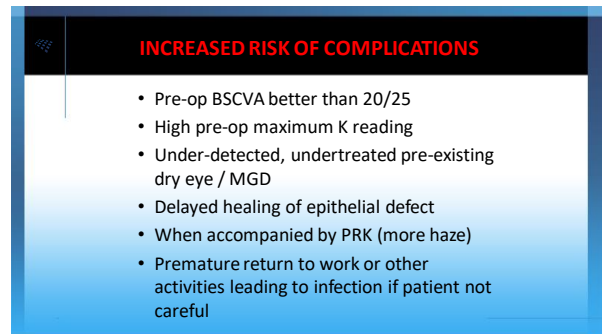 INCREASED RISK OF COMPLICATIONS
• Pre-op BSCVA better than 20/25
• High pre-op maximum K reading
• Under-detected, undertreated pre-existing
dry eye / MGD
• Delayed healing of epithelial defect
• When accompanied by PRK (more haze)
• Premature return to work or other
activities leading to infection if patient not
careful